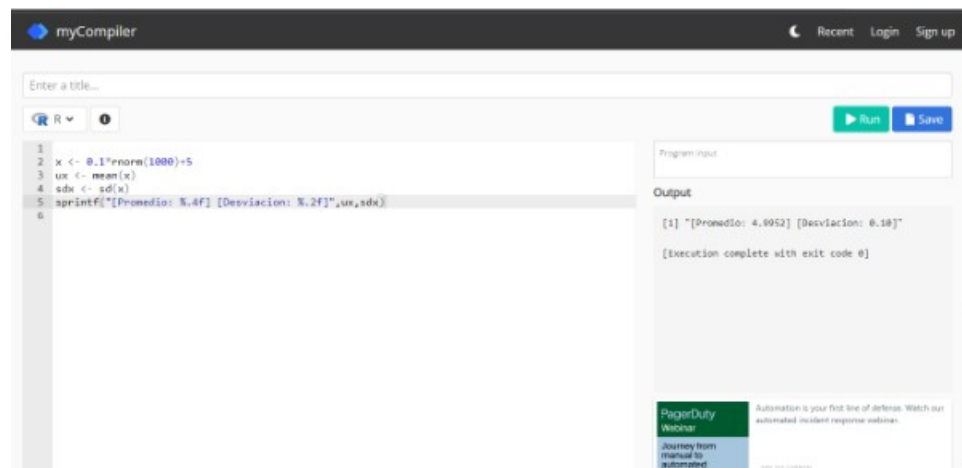 myCompiler
Recent Login Sign up
Enter a title...
R R
Run Save
1
2 x <- 0.1*rnorm(1000)+5
3 ux <- mean(x)
4 sdx <- sd(x)
5 sprintf("[Promedio: %.4f] [Desviacion: %.2f]",ux,sdx)
6
Program input
Output
[1] "[Promedio: 4.9952] [Desviacion: 0.10]"
[Execution complete with exit code 0]
PagerDuty
Webinar
Journey from
manual to
automated
Automation is your first line of defense. Watch our
automated incident response webinar.